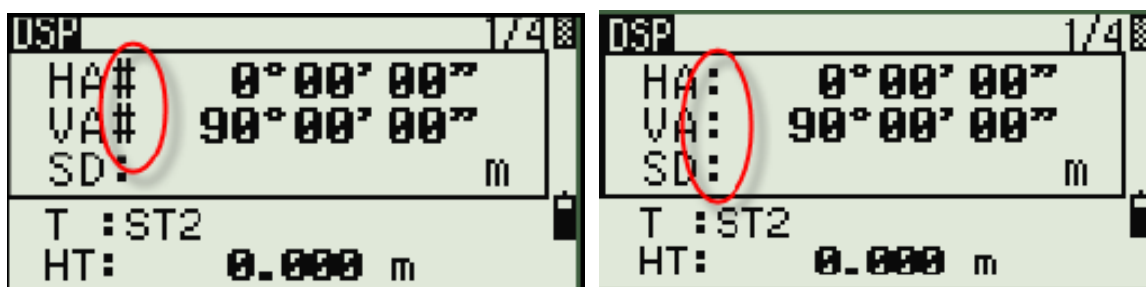 DSP 1/4
HA# 0°00'00"
VA# 90°00'00"
SD: m
T :ST2
HT: 0.000 m
DSP 1/4
HA: 0°00'00"
VA: 90°00'00"
SD: m
T :ST2
HT: 0.000 m